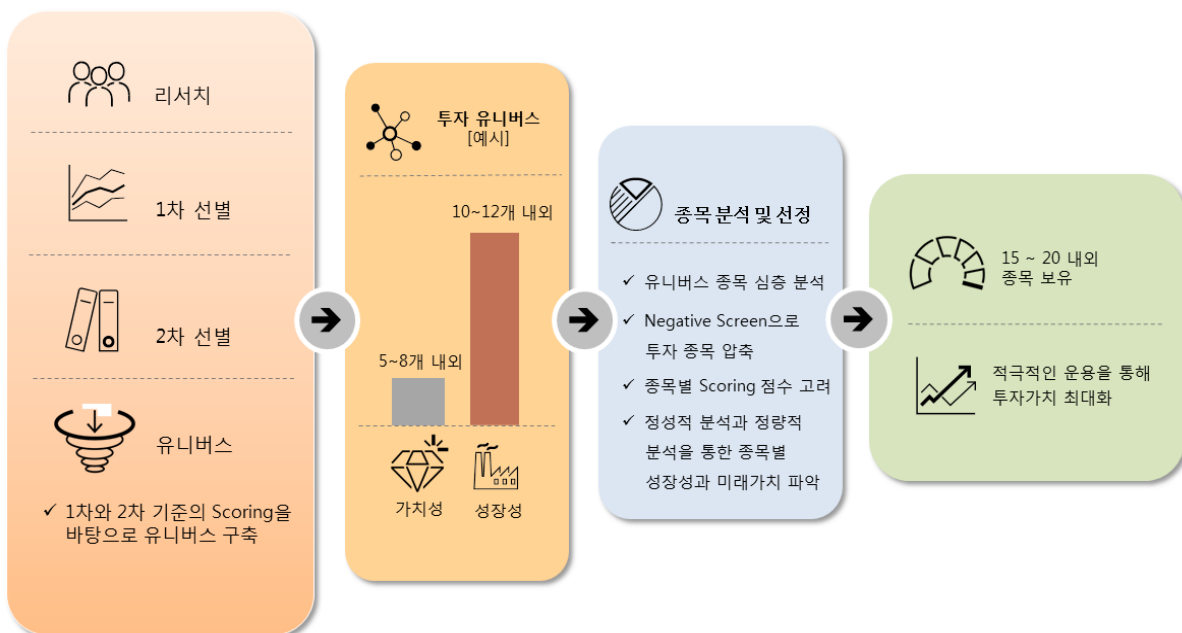 리서치
1차 선별
2차 선별
유니버스
✓ 1차와 2차 기준의 Scoring을
바탕으로 유니버스 구축
투자 유니버스
[예시]
10~12개 내외
5~8개 내외
가치성
성장성
종목 분석 및 선정
✓ 유니버스 종목 심층 분석
✓ Negative Screen으로
투자 종목 압축
✓ 종목별 Scoring 점수 고려
✓ 정성적 분석과 정량적
분석을 통한 종목별
성장성과 미래가치 파악
15 ~ 20 내외
종목 보유
적극적인 운용을 통해
투자가치 최대화